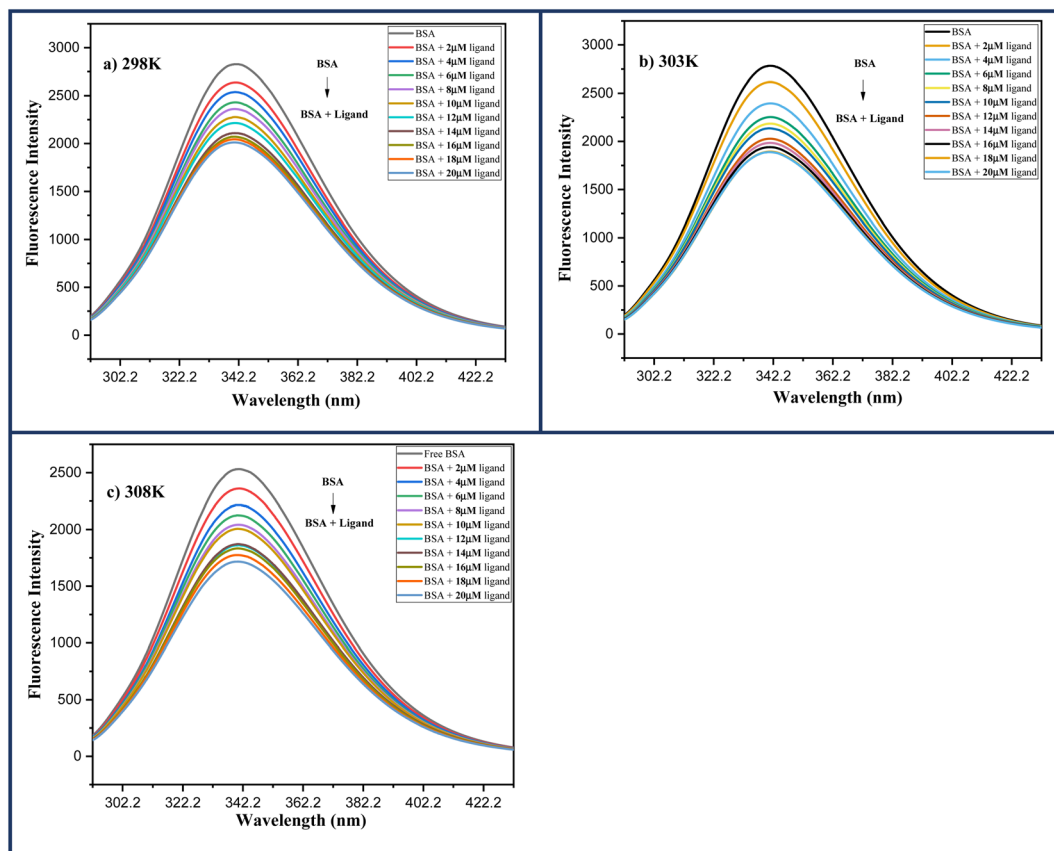 a) 298K
BSA
BSA + Ligand
BSA
BSA + 2μM ligand
BSA + 4μM ligand
BSA + 6μM ligand
BSA + 8μM ligand
BSA + 10μM ligand
BSA + 12μM ligand
BSA + 14μM ligand
BSA + 16μM ligand
BSA + 18μM ligand
BSA + 20μM ligand
Fluorescence Intensity
3000
2500
2000
1500
1000
500
0
302.2 322.2 342.2 362.2 382.2 402.2 422.2
Wavelength (nm)
b) 303K
BSA
BSA + Ligand
BSA
BSA + 2μM ligand
BSA + 4μM ligand
BSA + 6μM ligand
BSA + 8μM ligand
BSA + 10μM ligand
BSA + 12μM ligand
BSA + 14μM ligand
BSA + 16μM ligand
BSA + 18μM ligand
BSA + 20μM ligand
Fluorescence Intensity
3000
2500
2000
1500
1000
500
0
302.2 322.2 342.2 362.2 382.2 402.2 422.2
Wavelength (nm)
c) 308K
BSA
BSA + Ligand
Free BSA
BSA + 2μM ligand
BSA + 4μM ligand
BSA + 6μM ligand
BSA + 8μM ligand
BSA + 10μM ligand
BSA + 12μM ligand
BSA + 14μM ligand
BSA + 16μM ligand
BSA + 18μM ligand
BSA + 20μM ligand
Fluorescence Intensity
2500
2000
1500
1000
500
0
302.2 322.2 342.2 362.2 382.2 402.2 422.2
Wavelength (nm)